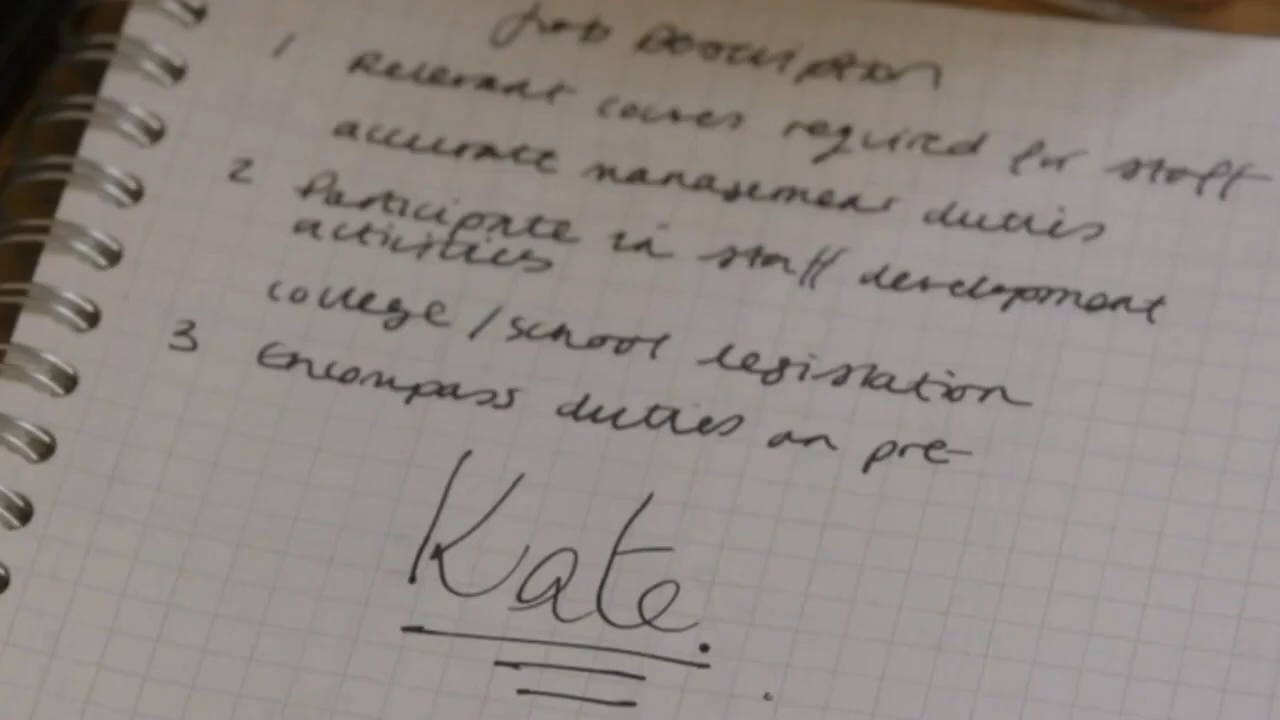 Job Description
1 Relevant courses required for staff
accurate management duties
2 Participate in staff development
activities
college / school legislation
3 Encompass duties on pre-
Kate.